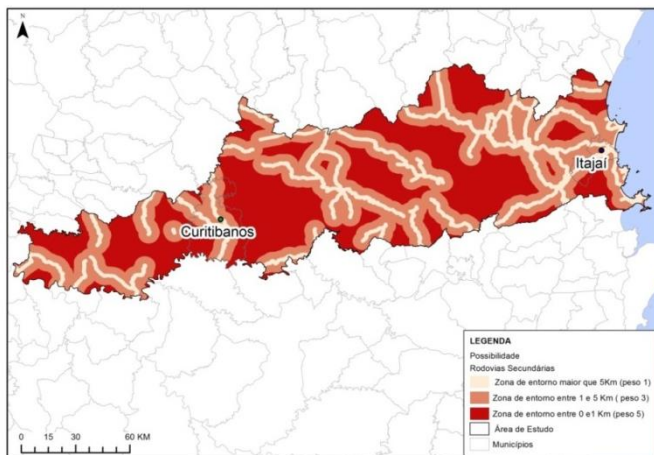 N
Itajaí
Curitibanos
LEGENDA
Possibilidade
Rodovias Secundárias
Zona de entorno maior que 5Km (peso 1)
Zona de entorno entre 1 e 5 Km ( peso 3)
Zona de entorno entre 0 e1 Km (peso 5)
Área de Estudo
Municípios
0 15 30 60 KM